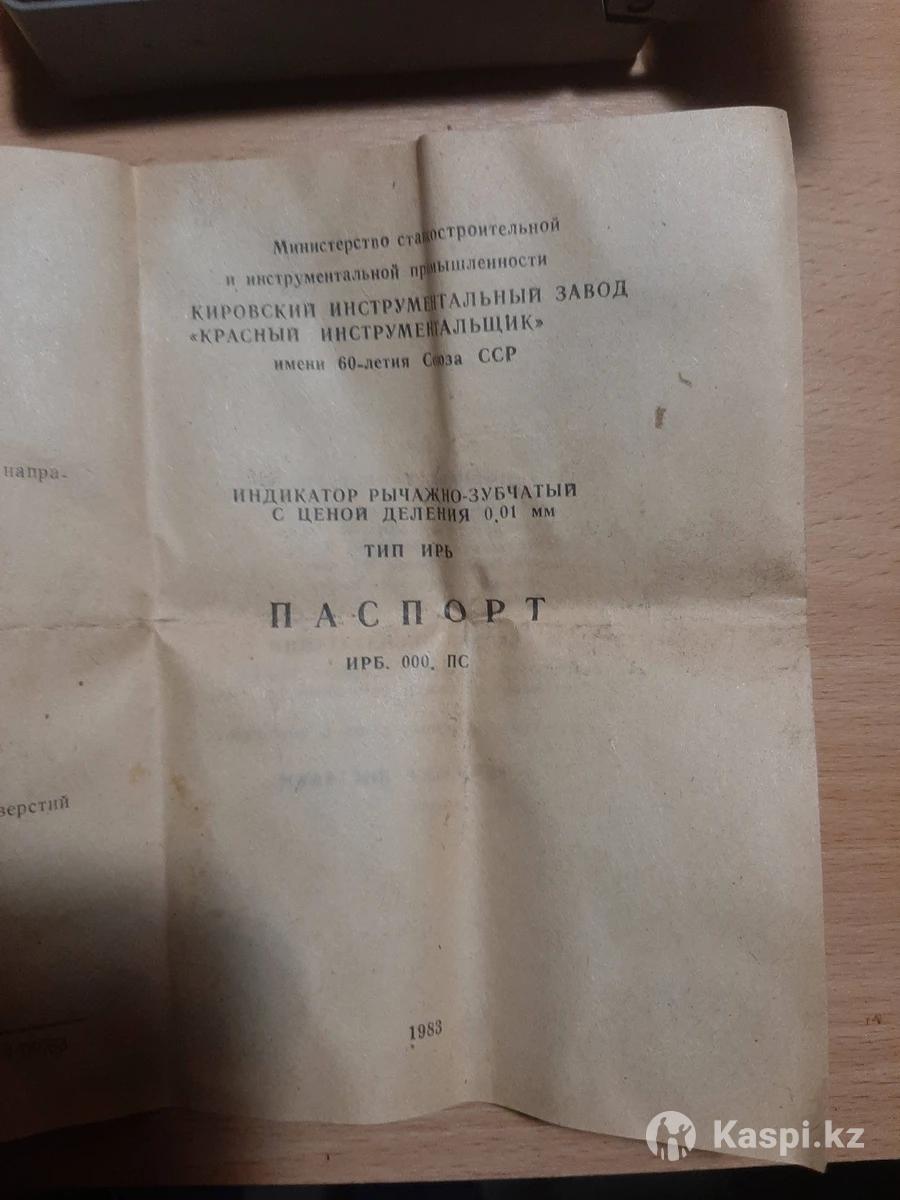 Министерство станкостроительной
и инструментальной промышленности
КИРОВСКИЙ ИНСТРУМЕНТАЛЬНЫЙ ЗАВОД
«КРАСНЫЙ ИНСТРУМЕНТАЛЬЩИК»
имени 60-летия Союза ССР
напра-
ИНДИКАТОР РЫЧАЖНО-ЗУБЧАТЫЙ
С ЦЕНОЙ ДЕЛЕНИЯ 0,01 мм
ТИП ИРБ
ПАСПОРТ
ИРБ. 000. ПС
верстий
1983
Kaspi.kz